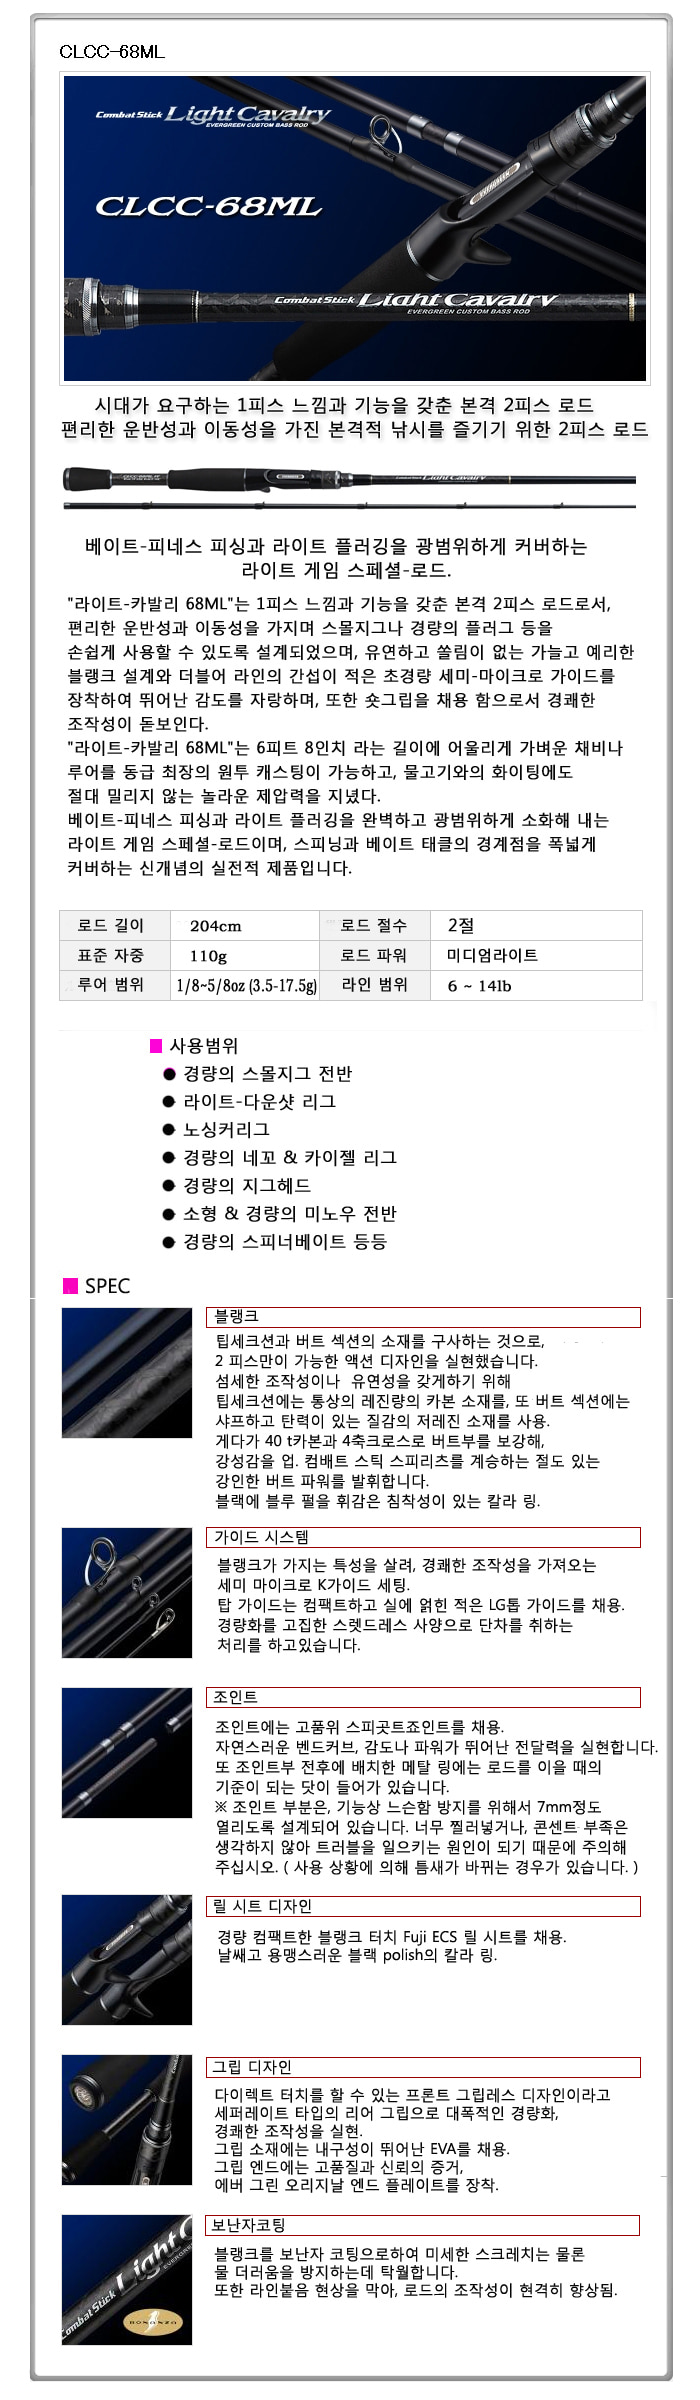 CLCC-68ML
Combat Stick Light Cavalry
EVERGREEN CUSTOM BASS ROD
CLCC-68ML
Combat Stick Light Cavalry
EVERGREEN CUSTOM BASS ROD
시대가 요구하는 1피스 느낌과 기능을 갖춘 본격 2피스 로드
편리한 운반성과 이동성을 가진 본격적 낚시를 즐기기 위한 2피스 로드
베이트-피네스 피싱과 라이트 플러깅을 광범위하게 커버하는
라이트 게임 스페셜-로드.
"라이트-카발리 68ML"는 1피스 느낌과 기능을 갖춘 본격 2피스 로드로서,
편리한 운반성과 이동성을 가지며 스몰지그나 경량의 플러그 등을
손쉽게 사용할 수 있도록 설계되었으며, 유연하고 쏠림이 없는 가늘고 예리한
블랭크 설계와 더블어 라인의 간섭이 적은 초경량 세미-마이크로 가이드를
장착하여 뛰어난 감도를 자랑하며, 또한 숏그립을 채용 함으로서 경쾌한
조작성이 돋보인다.
"라이트-카발리 68ML"는 6피트 8인치 라는 길이에 어울리게 가벼운 채비나
루어를 동급 최장의 원투 캐스팅이 가능하고, 물고기와의 화이팅에도
절대 밀리지 않는 놀라운 제압력을 지녔다.
베이트-피네스 피싱과 라이트 플러깅을 완벽하고 광범위하게 소화해 내는
라이트 게임 스페셜-로드이며, 스피닝과 베이트 태클의 경계점을 폭넓게
커버하는 신개념의 실전적 제품입니다.
로드 길이 204cm 로드 절수 2절
표준 자중 110g 로드 파워 미디엄라이트
루어 범위 1/8~5/8oz (3.5-17.5g) 라인 범위 6 ~ 14lb
사용범위
경량의 스몰지그 전반
라이트-다운샷 리그
노싱커리그
경량의 네꼬 & 카이젤 리그
경량의 지그헤드
소형 & 경량의 미노우 전반
경량의 스피너베이트 등등
SPEC
블랭크
팁세크션과 버트 섹션의 소재를 구사하는 것으로,
2 피스만이 가능한 액션 디자인을 실현했습니다.
섬세한 조작성이나 유연성을 갖게하기 위해
팁세크션에는 통상의 레진량의 카본 소재를, 또 버트 섹션에는
샤프하고 탄력이 있는 질감의 저레진 소재를 사용.
게다가 40 t카본과 4축크로스로 버트부를 보강해,
강성감을 업. 컴배트 스틱 스피리츠를 계승하는 절도 있는
강인한 버트 파워를 발휘합니다.
블랙에 블루 펄을 휘감은 침착성이 있는 칼라 링.
가이드 시스템
블랭크가 가지는 특성을 살려, 경쾌한 조작성을 가져오는
세미 마이크로 K가이드 세팅.
탑 가이드는 컴팩트하고 실에 얽힌 적은 LG톱 가이드를 채용.
경량화를 고집한 스렛드레스 사양으로 단차를 취하는
처리를 하고있습니다.
조인트
조인트에는 고품위 스피곳트죠인트를 채용.
자연스러운 벤드커브, 감도나 파워가 뛰어난 전달력을 실현합니다.
또 조인트부 전후에 배치한 메탈 링에는 로드를 이을 때의
기준이 되는 닷이 들어가 있습니다.
※ 조인트 부분은, 기능상 느슨함 방지를 위해서 7mm정도
열리도록 설계되어 있습니다. 너무 찔러넣거나, 콘센트 부족은
생각하지 않아 트러블을 일으키는 원인이 되기 때문에 주의해
주십시오. ( 사용 상황에 의해 틈새가 바뀌는 경우가 있습니다. )
릴 시트 디자인
경량 컴팩트한 블랭크 터치 Fuji ECS 릴 시트를 채용.
날쌔고 용맹스러운 블랙 polish의 칼라 링.
그립 디자인
다이렉트 터치를 할 수 있는 프론트 그립레스 디자인이라고
세퍼레이트 타입의 리어 그립으로 대폭적인 경량화,
경쾌한 조작성을 실현.
그립 소재에는 내구성이 뛰어난 EVA를 채용.
그립 엔드에는 고품질과 신뢰의 증거,
에버 그린 오리지날 엔드 플레이트를 장착.
보난자코팅
블랭크를 보난자 코팅으로하여 미세한 스크레치는 물론
물 더러움을 방지하는데 탁월합니다.
또한 라인붙음 현상을 막아, 로드의 조작성이 현격히 향상됨.
Combat Stick Light
BONANZA